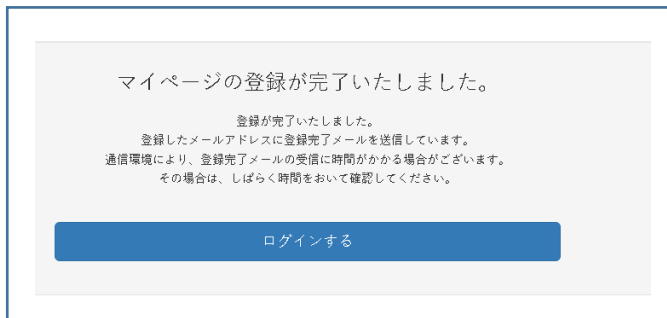 マイページの登録が完了いたしました。
登録が完了いたしました。
登録したメールアドレスに登録完了メールを送信しています。
通信環境により、登録完了メールの受信に時間がかかる場合がございます。
その場合は、しばらく時間をおいて確認してください。
ログインする